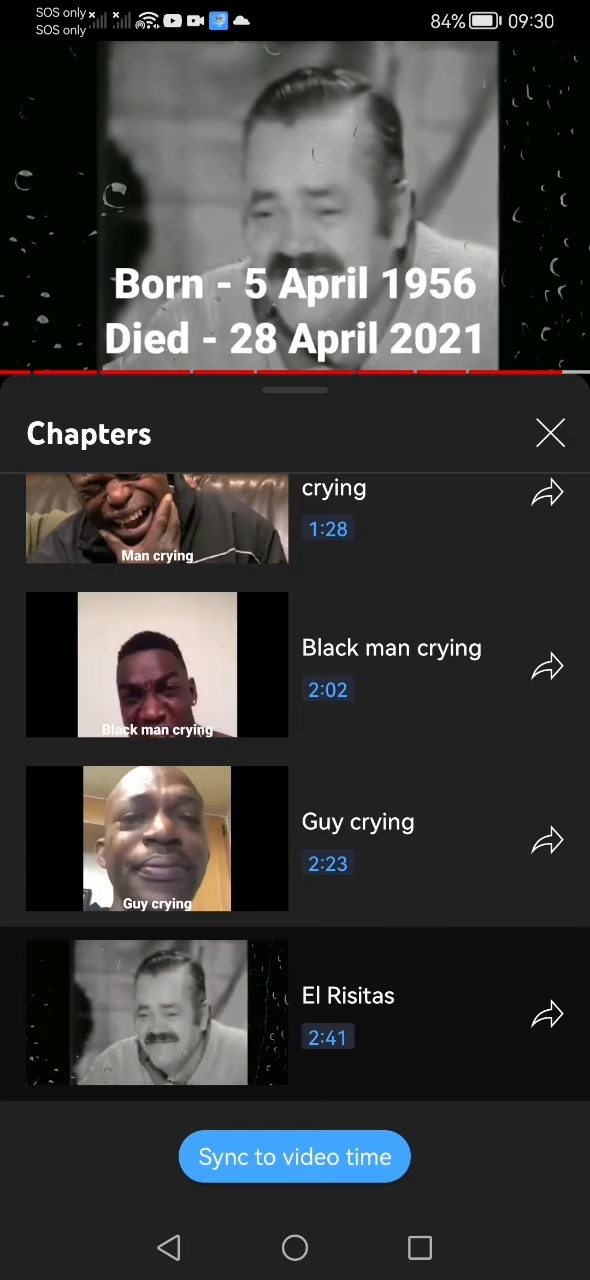 SOS only
SOS only
84% 09:30
Born - 5 April 1956
Died - 28 April 2021
Chapters
crying
1:28
Man crying
Black man crying
2:02
Black man crying
Guy crying
2:23
Guy crying
El Risitas
2:41
Sync to video time